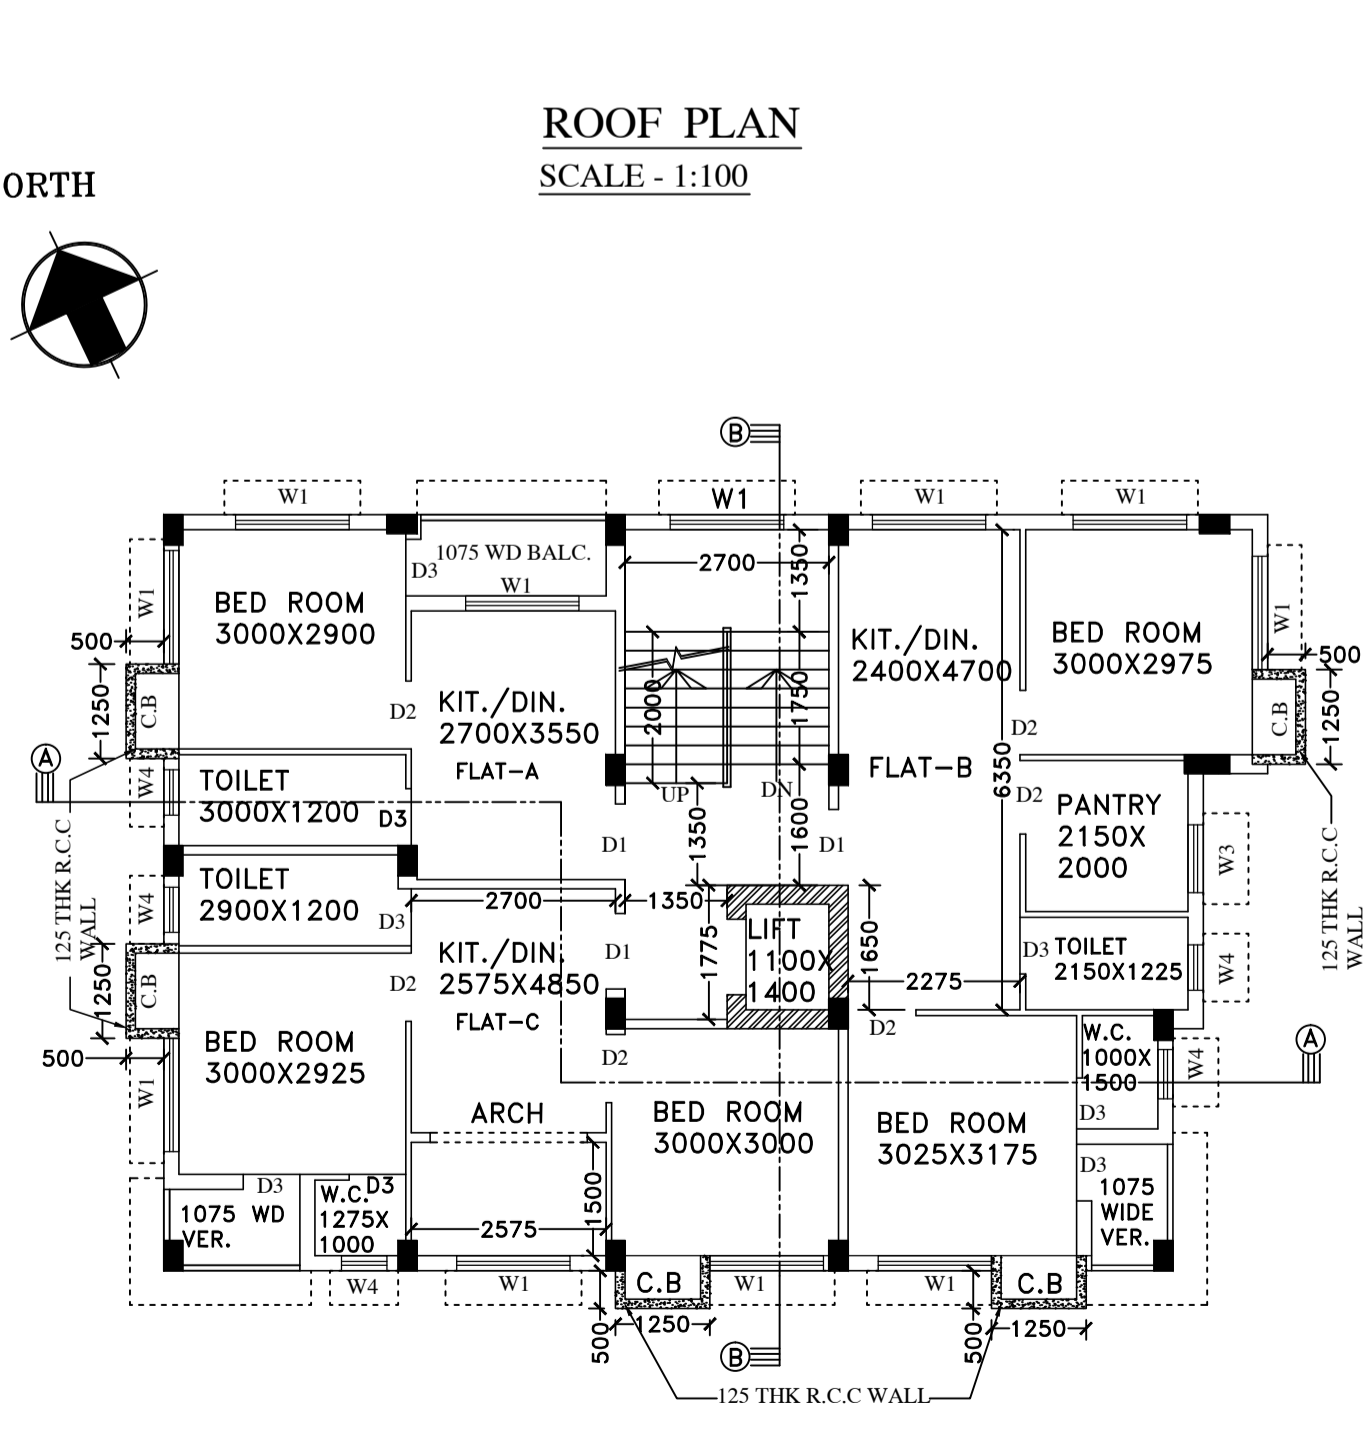 ROOF PLAN
SCALE - 1:100
ORTH
B
W1
W1
W1
W1
1075 WD BALC.
D3
W1
2700
1350
W1
W1
BED ROOM
3000X2900
KIT./DIN.
2400X4700
BED ROOM
3000X2975
500
500
1250
C.B
D2
KIT./DIN.
2700X3550
FLAT-A
2000
1750
FLAT-B
D2
C.B
1250
A
W4
TOILET
3000X1200
D3
UP
DN
6350
D2
PANTRY
2150X
2000
W3
125 THK R.C.C
WALL
D1
1350
1600
D1
125 THK R.C.C
WALL
W4
TOILET
2900X1200
D3
2700
1350
LIFT
1100X
1400
1775
1650
KIT./DIN.
2575X4850
FLAT-C
D1
D3
TOILET
2150X1225
W4
1250
C.B
D2
2275
D2
500
BED ROOM
3000X2925
D2
W.C.
1000X
1500
W4
A
W1
ARCH
BED ROOM
3000X3000
BED ROOM
3025X3175
D3
D3
1075
WIDE
VER.
D3
1075 WD
VER.
W.C.
D3
1275X
1000
1500
2575
W4
W1
C.B
W1
W1
C.B
500
1250
500
1250
B
125 THK R.C.C WALL